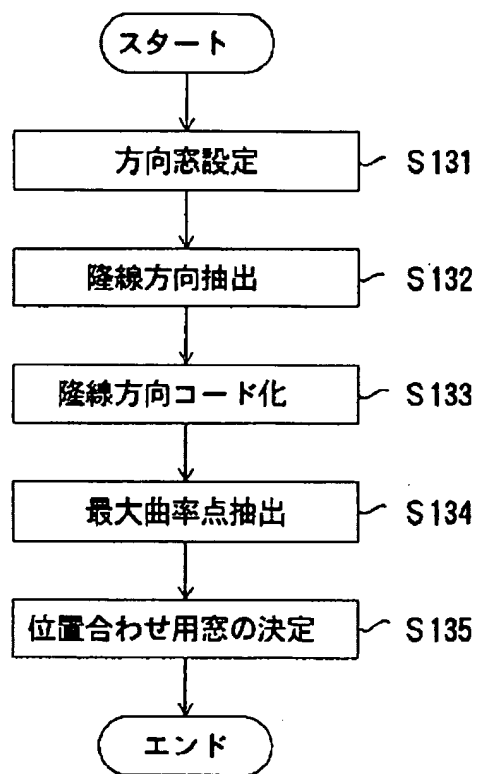 スタート
方向窓設定 S131
隆線方向抽出 S132
隆線方向コード化 S133
最大曲率点抽出 S134
位置合わせ用窓の決定 S135
エンド